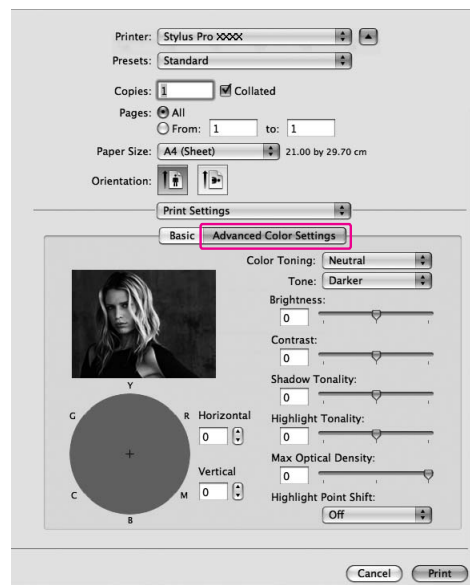 Printer: Stylus Pro XXXX
Presets: Standard
Copies: 1 Collated
Pages: All
From: 1 to: 1
Paper Size: A4 (Sheet) 21.00 by 29.70 cm
Orientation:
Print Settings
Basic Advanced Color Settings
Color Toning: Neutral
Tone: Darker
Brightness:
0
Contrast:
0
Shadow Tonality:
0
Highlight Tonality:
0
Max Optical Density:
0
Highlight Point Shift:
Off
Y
G R
C M
B
Horizontal
0
Vertical
0
Cancel Print